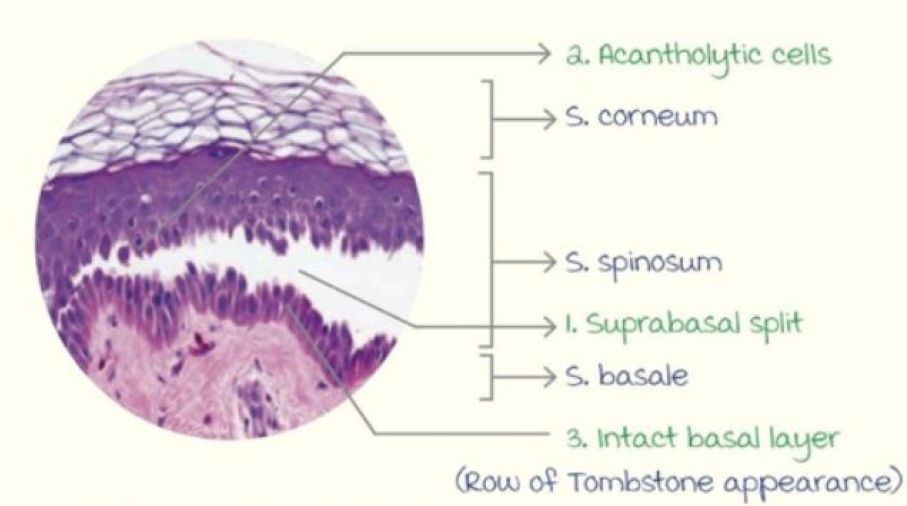 2. Acantholytic cells
S. corneum
S. spinosum
1. Suprabasal split
S. basale
3. Intact basal layer
(Row of Tombstone appearance)